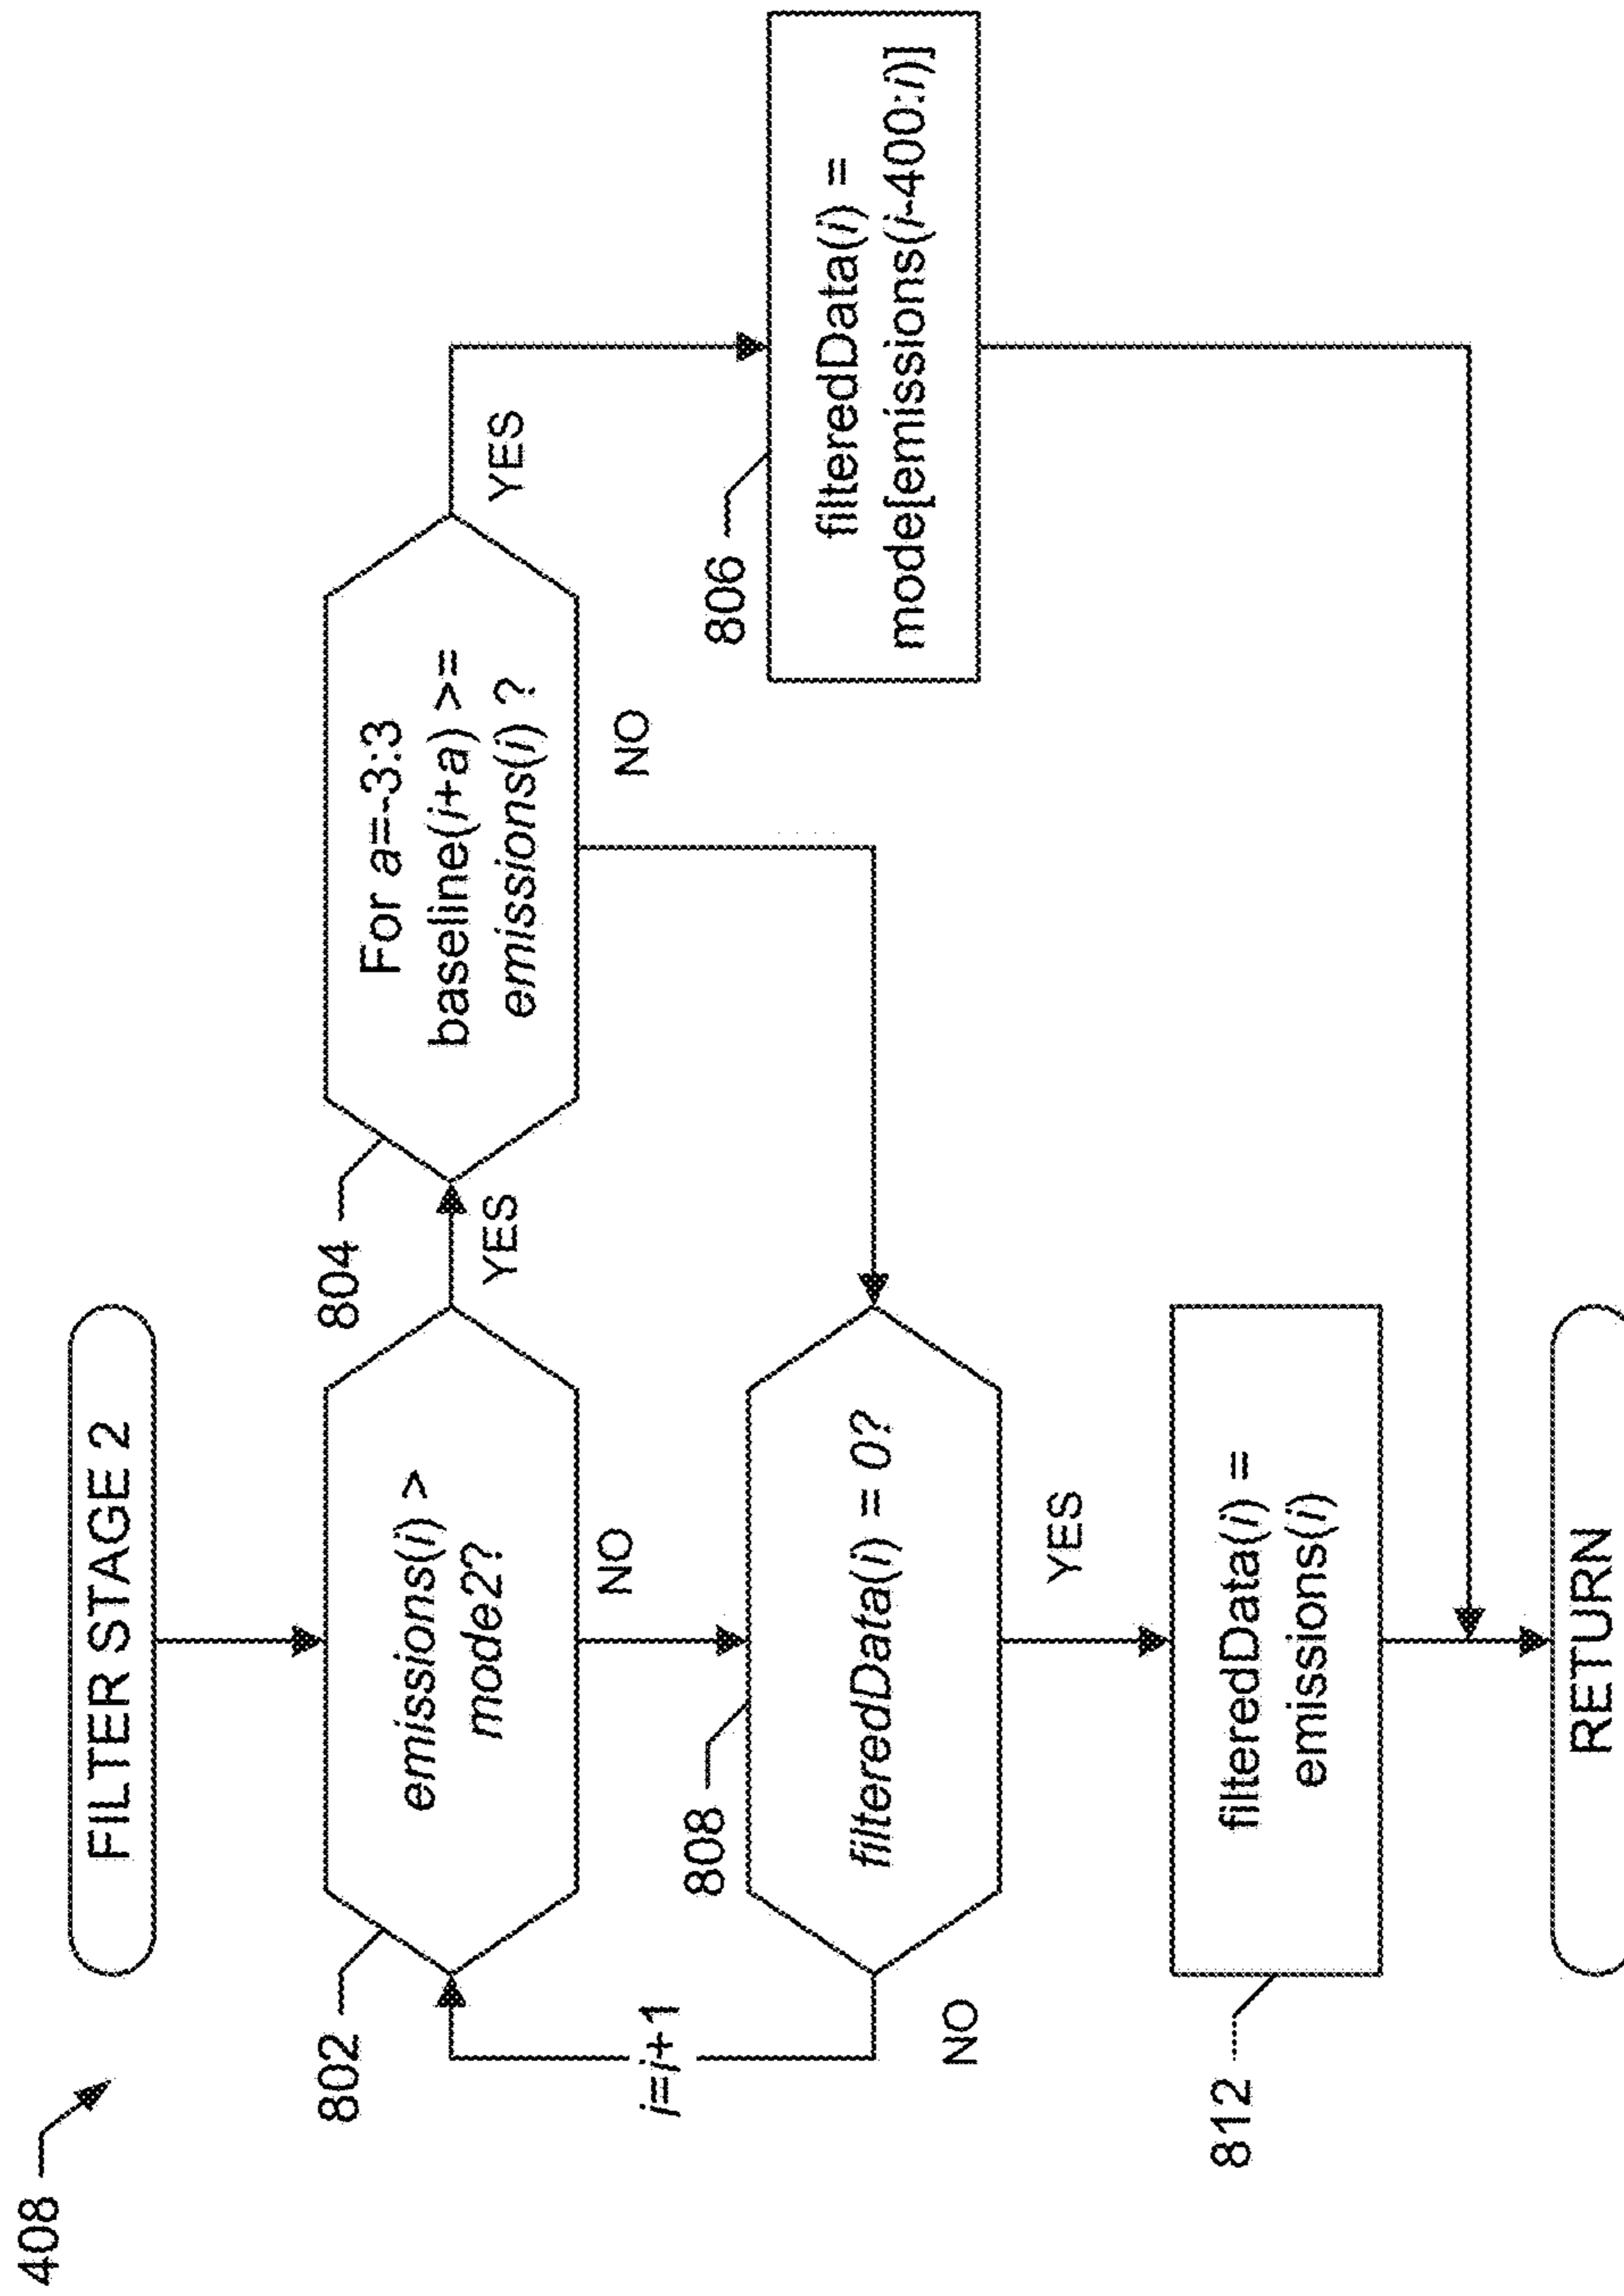 408
FILTER STAGE 2
802
emissions(i) >
mode2?
YES
NO
804
For a=-3:3
baseline(i+a) >=
emissions(i) ?
YES
NO
806
filteredData(i) =
mode[emissions(i-400:i)]
i=i+1
808
filteredData(i) = 0?
NO
YES
812
filteredData(i) =
emissions(i)
RETURN